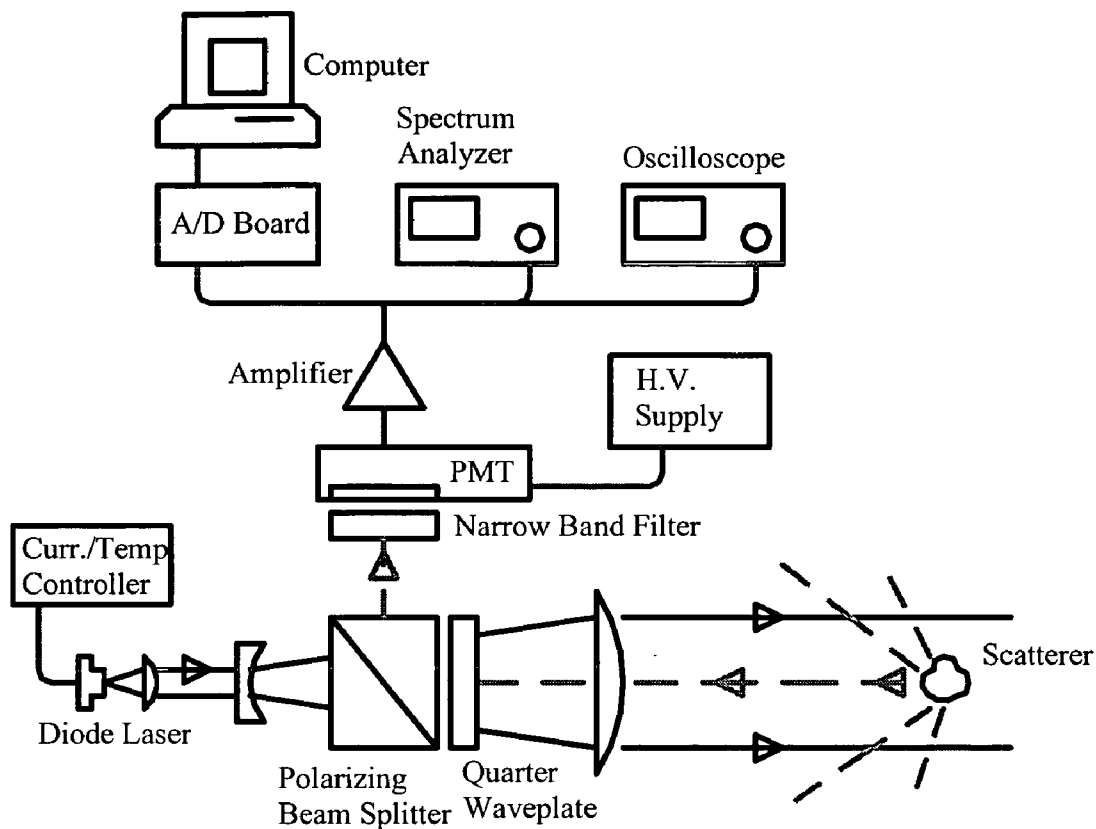 Computer
Spectrum
Analyzer
Oscilloscope
A/D Board
Amplifier
H.V.
Supply
PMT
Narrow Band Filter
Curr./Temp
Controller
Scatterer
Diode Laser
Polarizing
Beam Splitter
Quarter
Waveplate